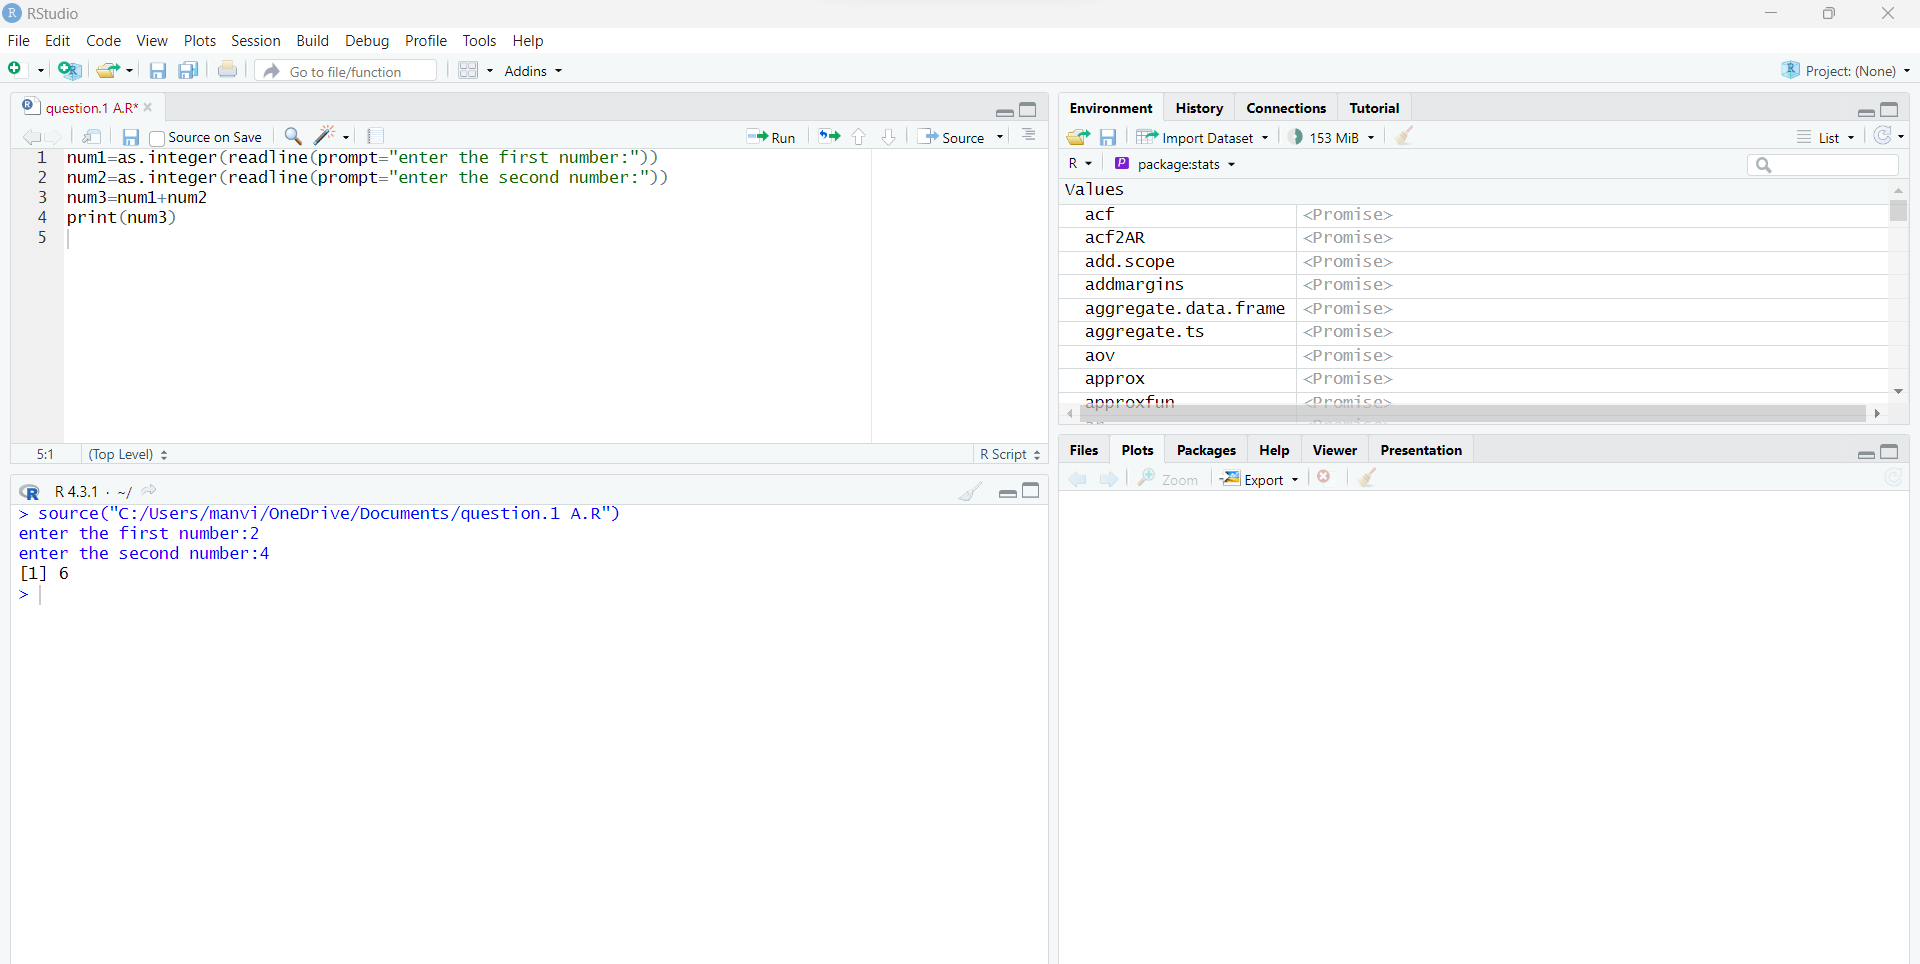 RStudio
File Edit Code View Plots Session Build Debug Profile Tools Help
Go to file/function Addins Project: (None)
question.1 A.R*
Source on Save Run Source
1 num1=as.integer(readline(prompt="enter the first number:"))
2 num2=as.integer(readline(prompt="enter the second number:"))
3 num3=num1+num2
4 print(num3)
5
5:1 (Top Level) R Script
R 4.3.1 · ~/
> source("C:/Users/manvi/OneDrive/Documents/question.1 A.R")
enter the first number:2
enter the second number:4
[1] 6
>
Environment History Connections Tutorial
Import Dataset 153 MiB List
R package:stats
Values
acf <Promise>
acf2AR <Promise>
add.scope <Promise>
addmargins <Promise>
aggregate.data.frame <Promise>
aggregate.ts <Promise>
aov <Promise>
approx <Promise>
approxfun <Promise>
Files Plots Packages Help Viewer Presentation
Zoom Export